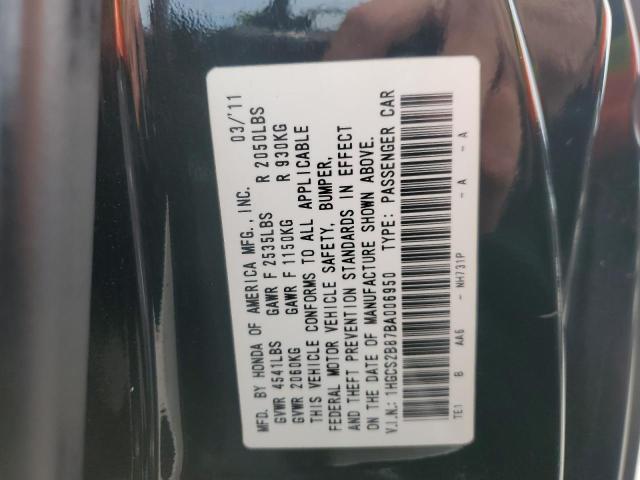 MFD. BY HONDA OF AMERICA MFG., INC. 03/'11
GVWR 4541LBS GAWR F 2535LBS R 2050LBS
GVWR 2060KG GAWR F 1150KG R 930KG
THIS VEHICLE CONFORMS TO ALL APPLICABLE
FEDERAL MOTOR VEHICLE SAFETY, BUMPER,
AND THEFT PREVENTION STANDARDS IN EFFECT
ON THE DATE OF MANUFACTURE SHOWN ABOVE.
V.I.N.: 1HGCS2B87BA006950 TYPE: PASSENGER CAR
TE1 B AA6 - NH731P - A - A